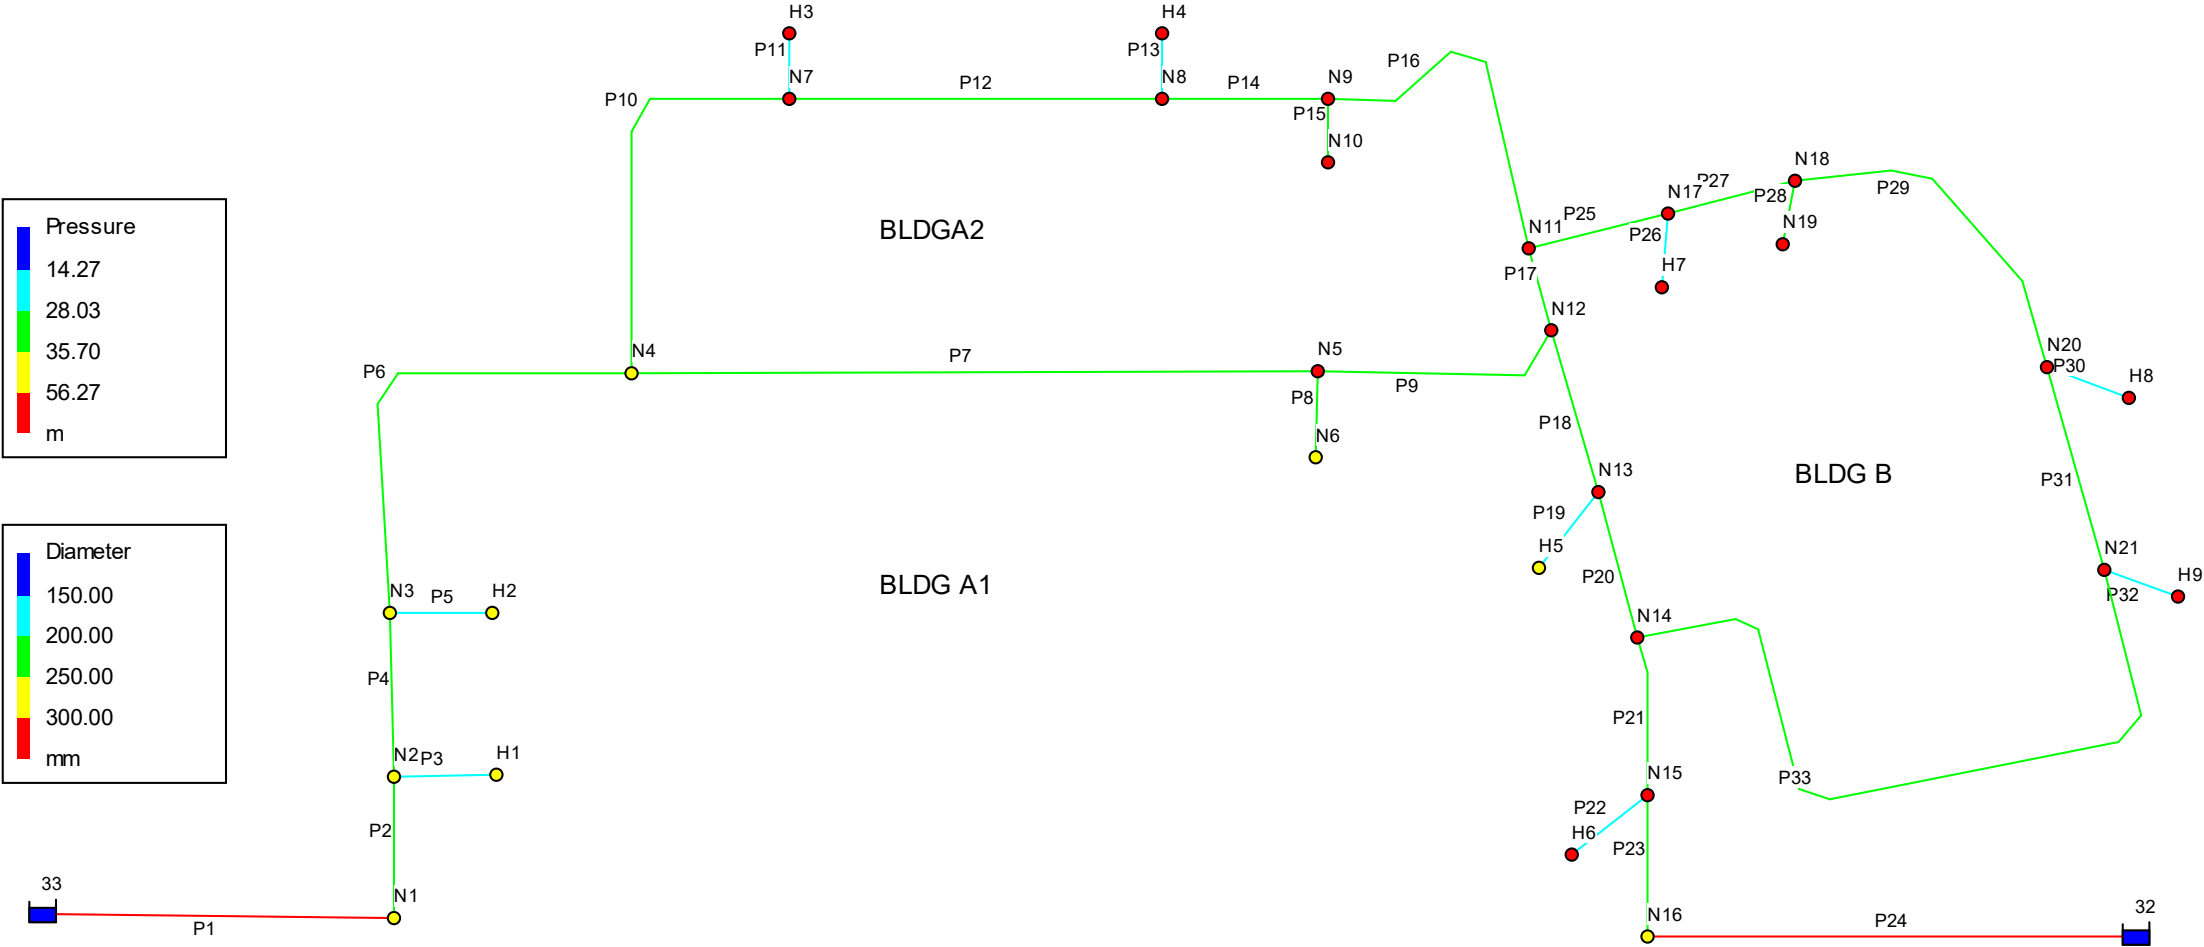 H3
H4
P11
P13
P16
N7
P12
N8
P14
N9
P10
P15
N10
N18
P27
N17
P28
P29
P25
N19
N11
P26
BLDGA2
Pressure
14.27
28.03
35.70
56.27
m
H7
P17
N12
N4
P7
N5
N20
P6
P9
P8
P30
H8
P18
N6
N13
BLDG B
P31
P19
H5
Diameter
150.00
200.00
250.00
300.00
mm
N21
H9
P20
P32
BLDG A1
N3
P5
H2
N14
P4
P21
N2
P3
H1
N15
P33
P22
P2
H6
P23
33
N1
P1
N16
P24
32